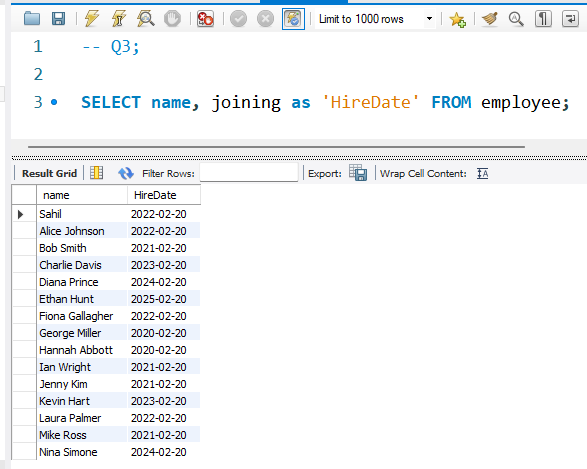 Limit to 1000 rows
1 -- Q3;
2
3 SELECT name, joining as 'HireDate' FROM employee;
Result Grid Filter Rows: Export: Wrap Cell Content:
name HireDate
Sahil 2022-02-20
Alice Johnson 2022-02-20
Bob Smith 2021-02-20
Charlie Davis 2023-02-20
Diana Prince 2024-02-20
Ethan Hunt 2025-02-20
Fiona Gallagher 2022-02-20
George Miller 2020-02-20
Hannah Abbott 2020-02-20
Ian Wright 2021-02-20
Jenny Kim 2021-02-20
Kevin Hart 2023-02-20
Laura Palmer 2022-02-20
Mike Ross 2021-02-20
Nina Simone 2024-02-20